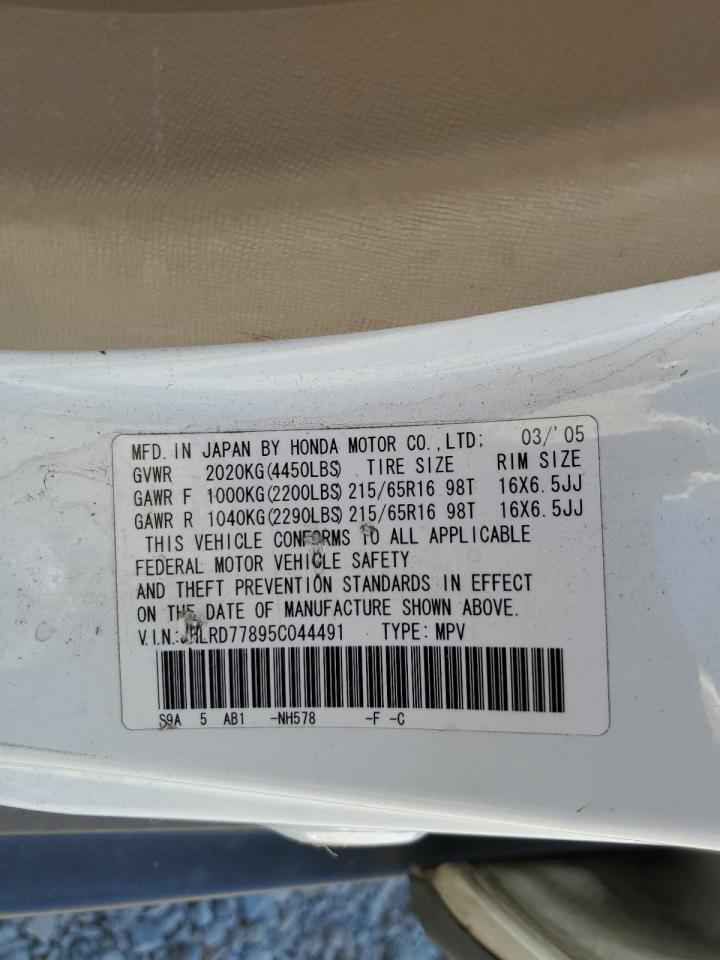 MFD. IN JAPAN BY HONDA MOTOR CO., LTD; 03/'05
GVWR 2020KG(4450LBS) TIRE SIZE RIM SIZE
GAWR F 1000KG(2200LBS) 215/65R16 98T 16X6.5JJ
GAWR R 1040KG(2290LBS) 215/65R16 98T 16X6.5JJ
THIS VEHICLE CONFORMS TO ALL APPLICABLE
FEDERAL MOTOR VEHICLE SAFETY
AND THEFT PREVENTION STANDARDS IN EFFECT
ON THE DATE OF MANUFACTURE SHOWN ABOVE.
V.I.N.:JHLRD77895C044491 TYPE: MPV
S9A 5 AB1 -NH578 -F -C